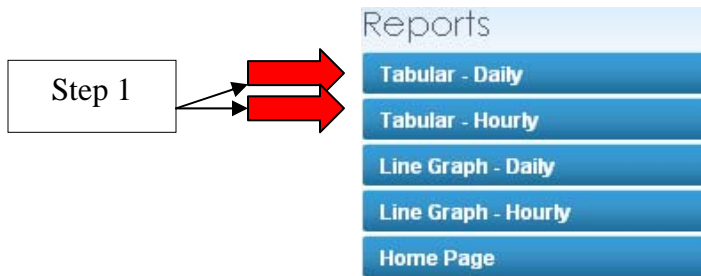 Reports
Step 1
Tabular - Daily
Tabular - Hourly
Line Graph - Daily
Line Graph - Hourly
Home Page